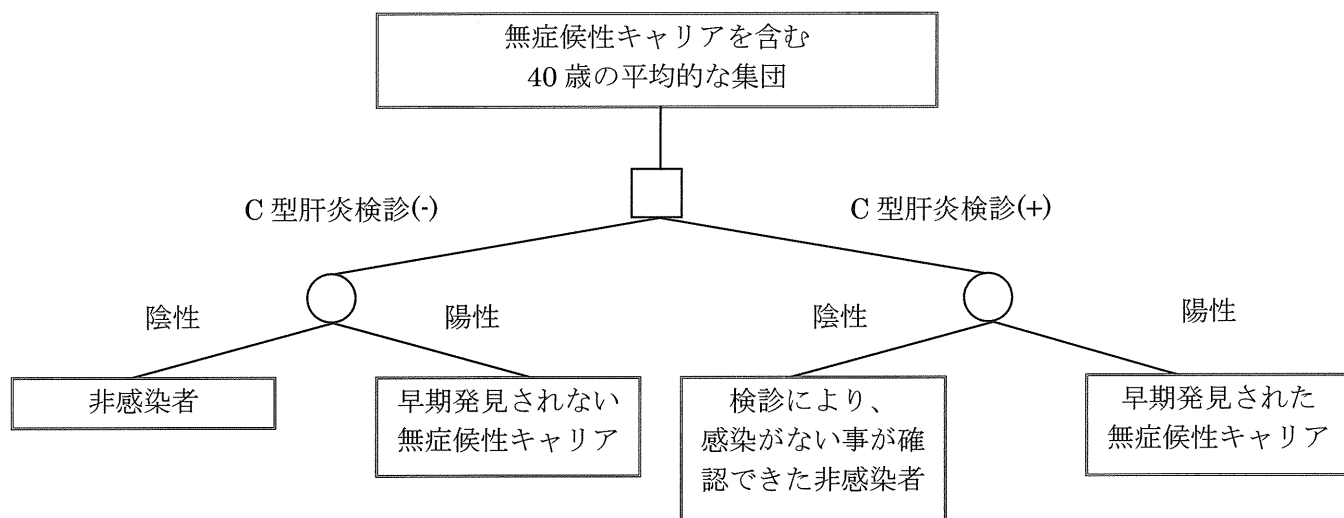 無症候性キャリアを含む
40 歳の平均的な集団
C 型肝炎検診(-)
C 型肝炎検診(+)
陰性
陽性
陰性
陽性
非感染者
早期発見されない
無症候性キャリア
検診により、
感染がない事が確
認できた非感染者
早期発見された
無症候性キャリア